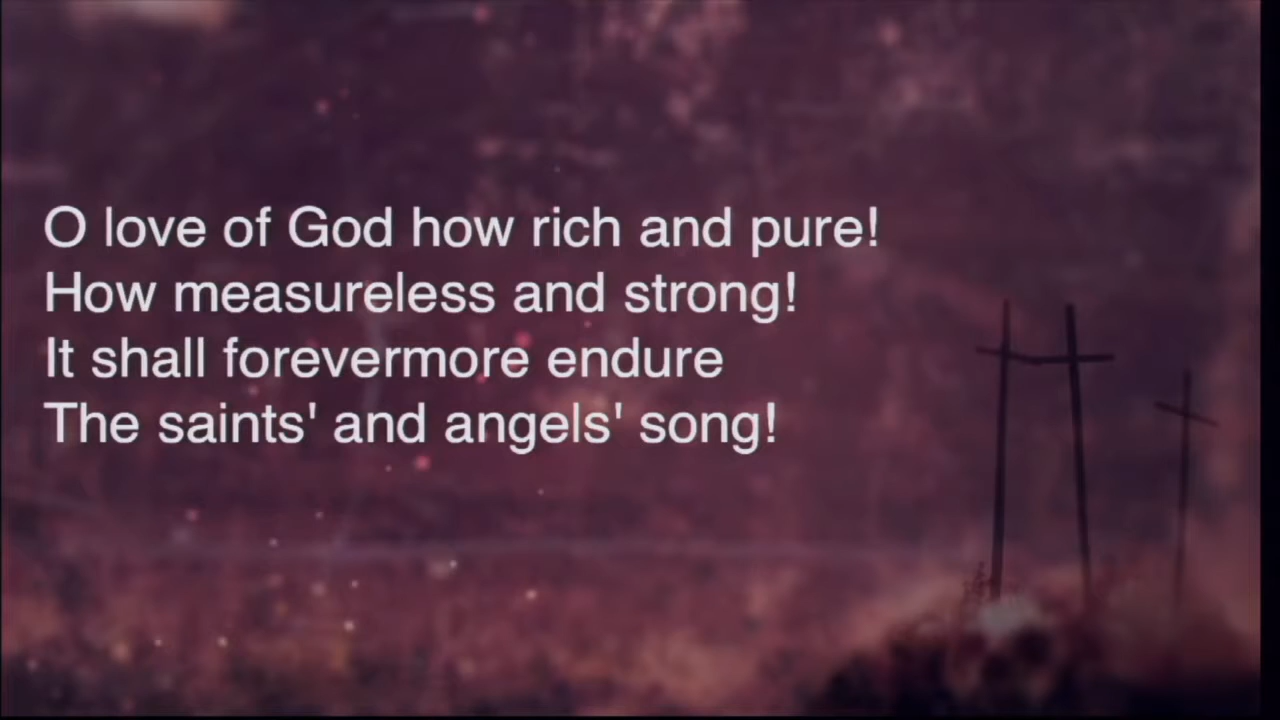 O love of God how rich and pure!
How measureless and strong!
It shall forevermore endure
The saints' and angels' song!